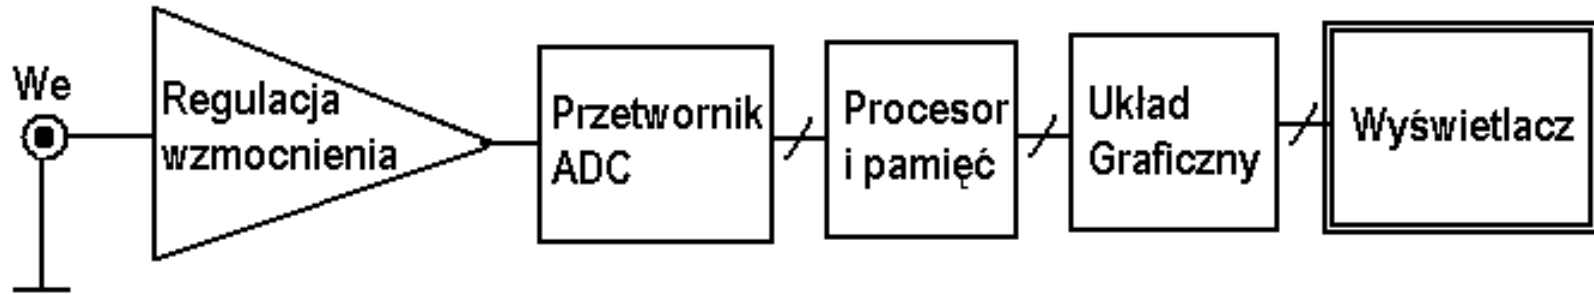 We
Regulacja
wzmocnienia
Przetwornik
ADC
Procesor
i pamięć
Układ
Graficzny
Wyświetlacz